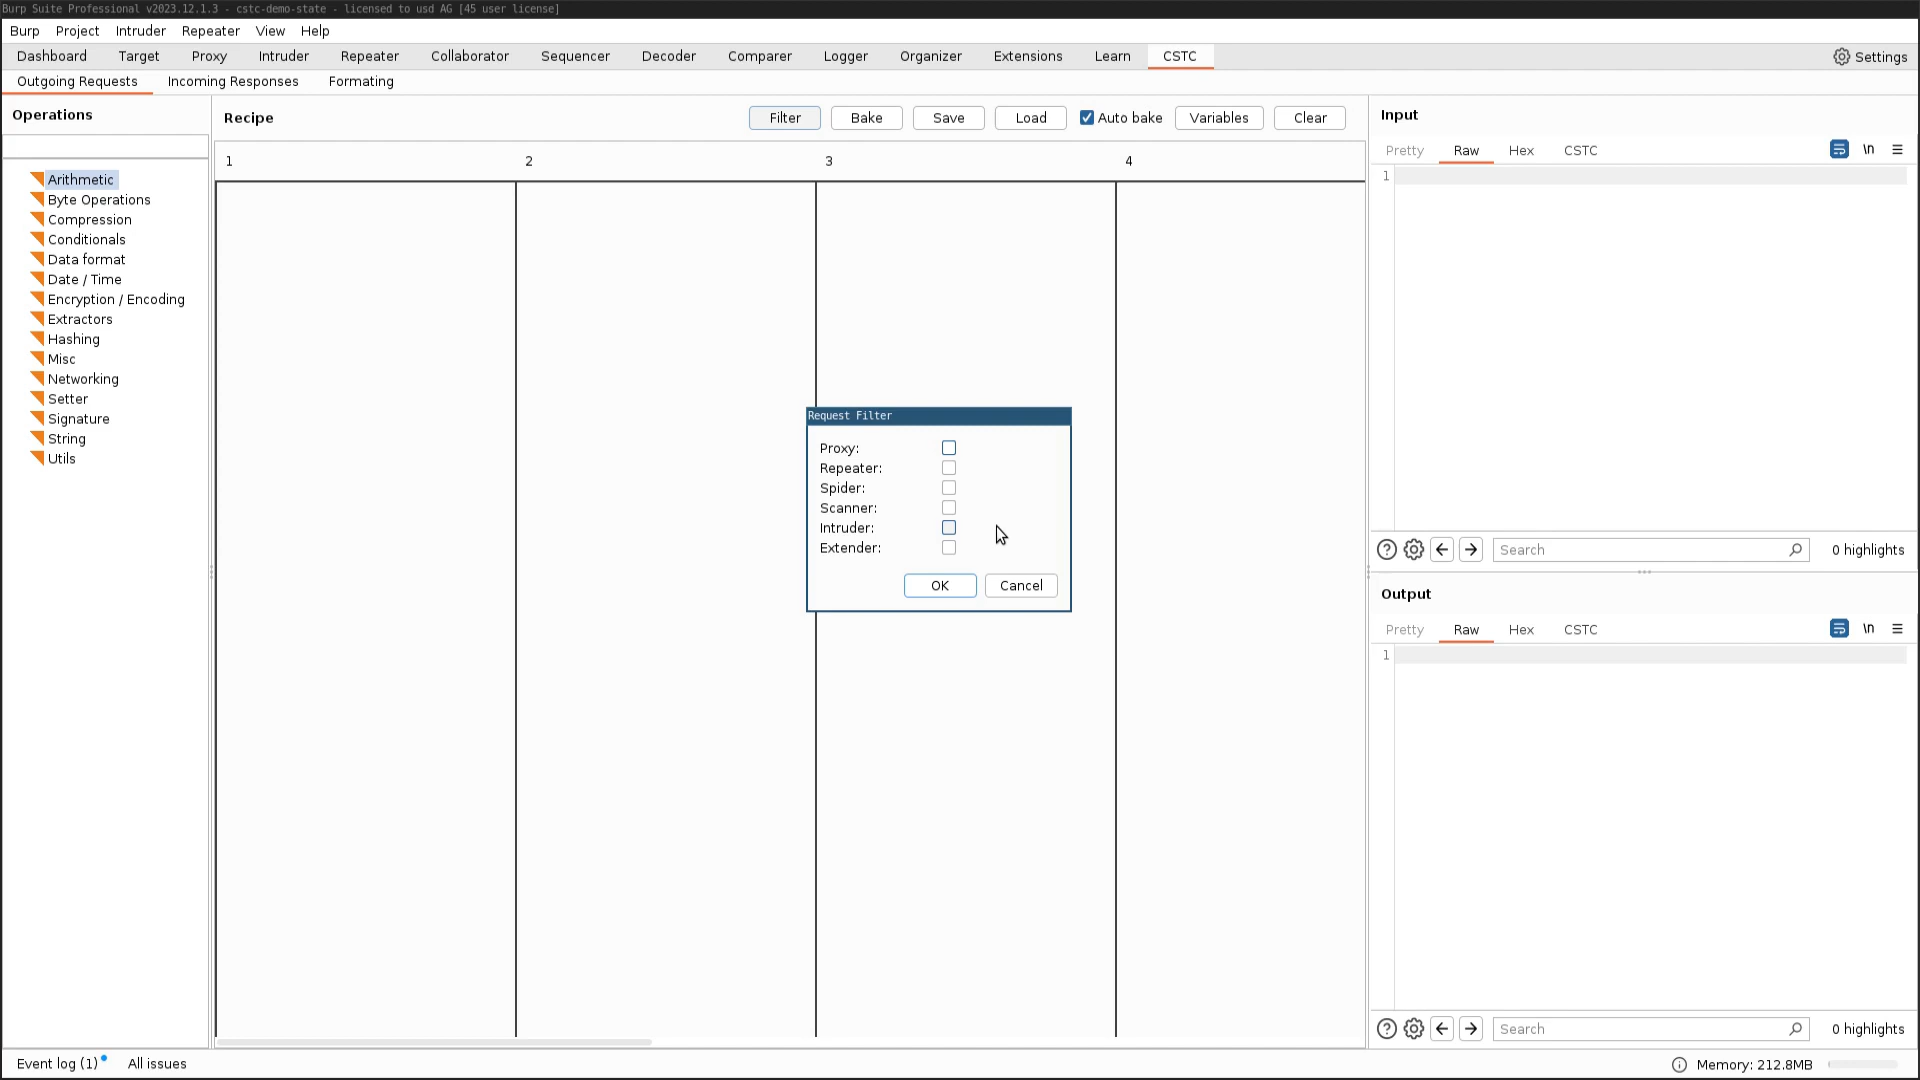 Burp Suite Professional v2023.12.1.3 - cstc-demo-state - licensed to usd AG [45 user license]
Burp Project Intruder Repeater View Help
Dashboard Target Proxy Intruder Repeater Collaborator Sequencer Decoder Comparer Logger Organizer Extensions Learn CSTC Settings
Outgoing Requests Incoming Responses Formating
Operations
Arithmetic
Byte Operations
Compression
Conditionals
Data format
Date / Time
Encryption / Encoding
Extractors
Hashing
Misc
Networking
Setter
Signature
String
Utils
Recipe Filter Bake Save Load Auto bake Variables Clear
1 2 3 4
Request Filter
Proxy:
Repeater:
Spider:
Scanner:
Intruder:
Extender:
OK Cancel
Input
Pretty Raw Hex CSTC \n
1
Search 0 highlights
Output
Pretty Raw Hex CSTC \n
1
Search 0 highlights
Event log (1) All issues Memory: 212.8MB